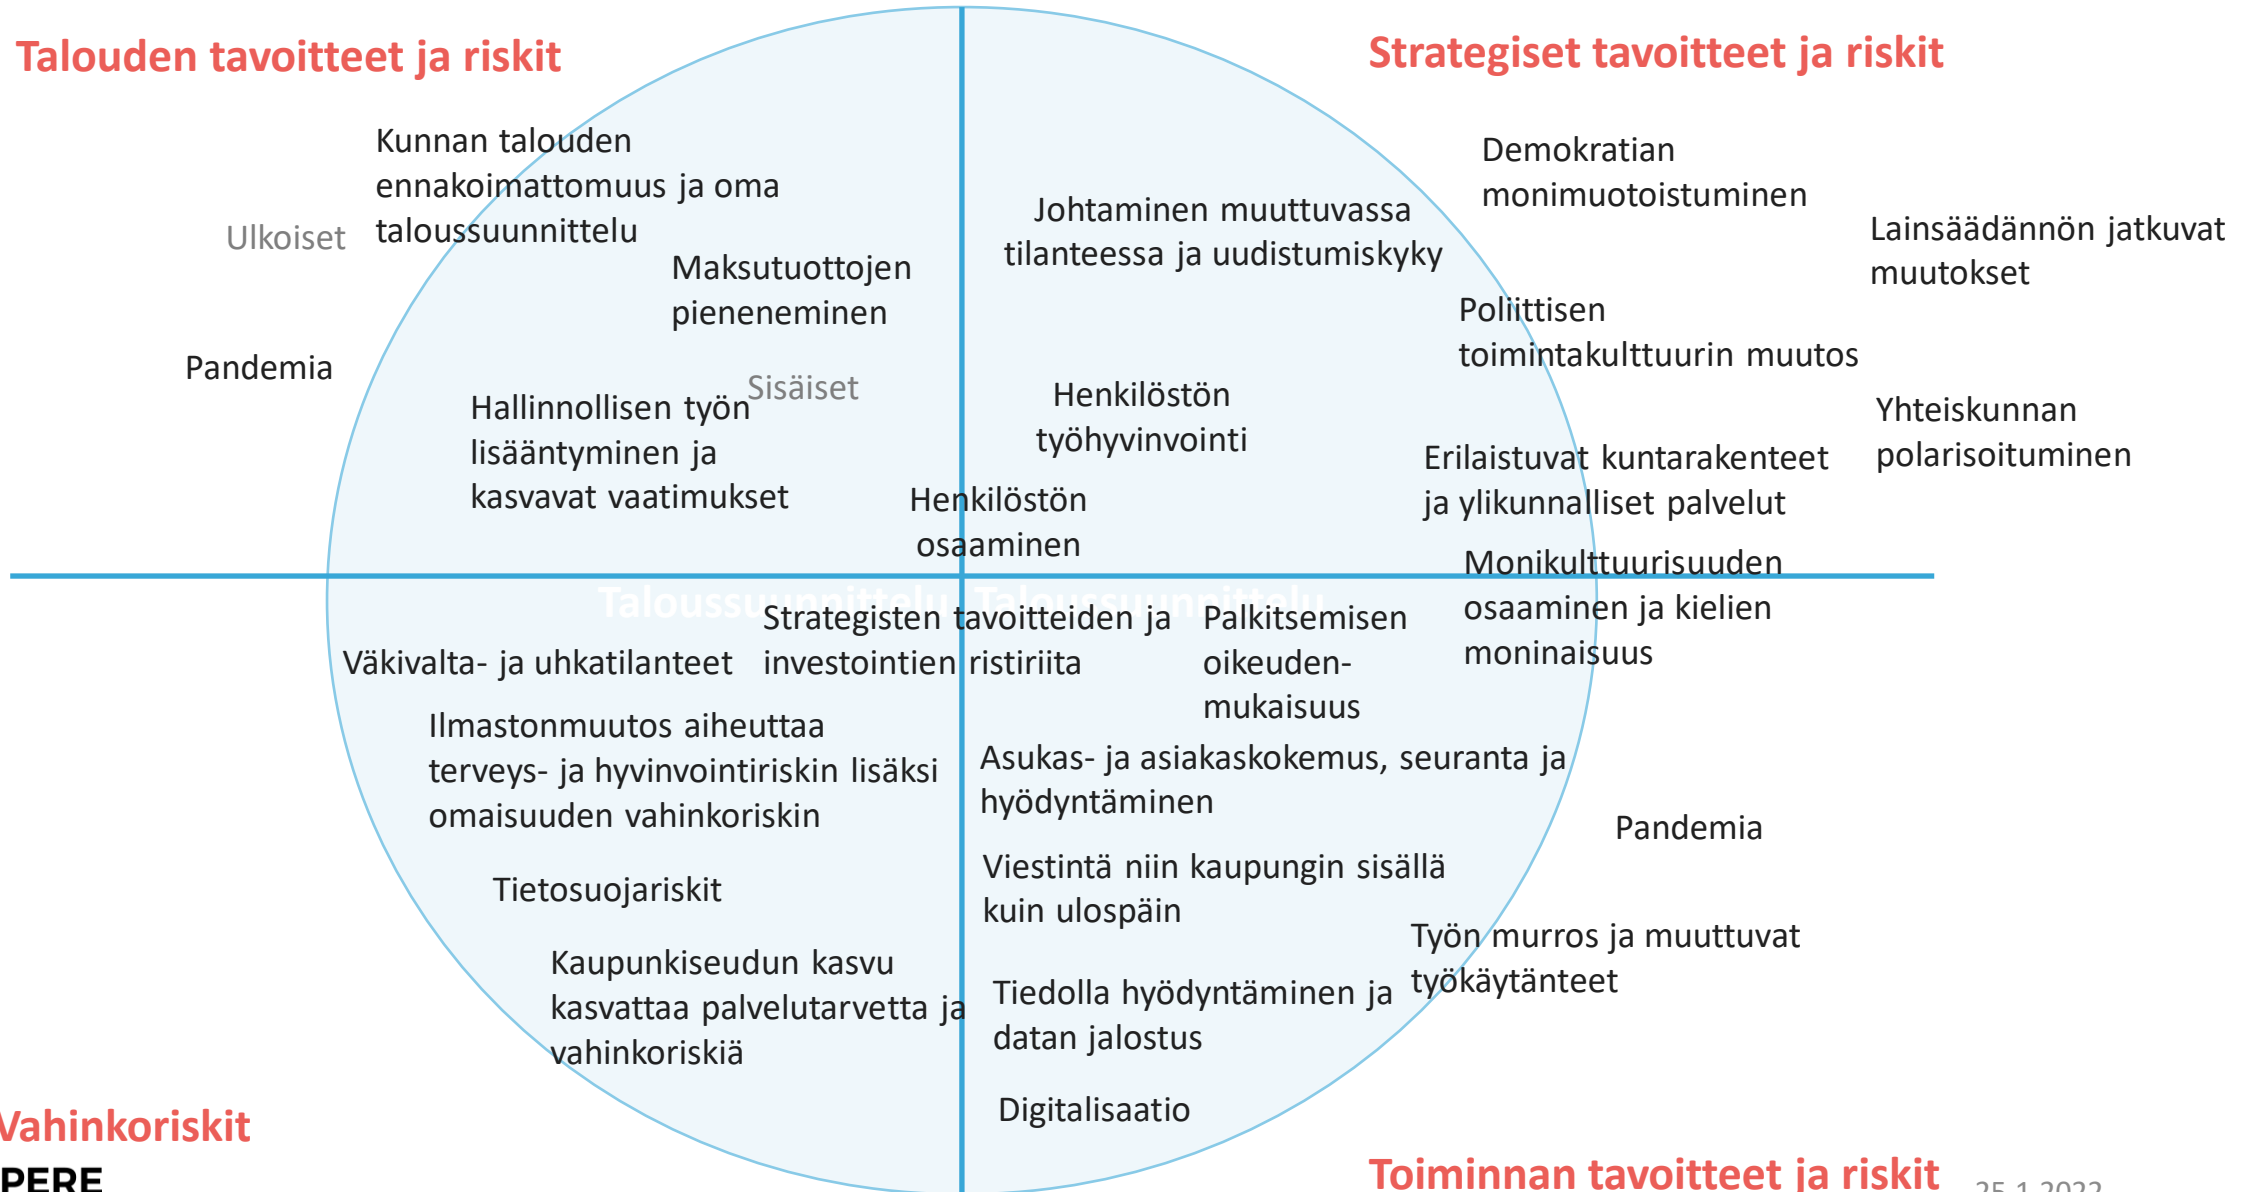 Talouden tavoitteet ja riskit
Strategiset tavoitteet ja riskit
Kunnan talouden
ennakoimattomuus ja oma
taloussuunnittelu
Ulkoiset
Maksutuottojen
pieneneminen
Pandemia
Sisäiset
Hallinnollisen työn
lisääntyminen ja
kasvavat vaatimukset
Johtaminen muuttuvassa
tilanteessa ja uudistumiskyky
Henkilöstön
työhyvinvointi
Henkilöstön
osaaminen
Demokratian
monimuotoistuminen
Lainsäädännön jatkuvat
muutokset
Poliittisen
toimintakulttuurin muutos
Yhteiskunnan
polarisoituminen
Erilaistuvat kuntarakenteet
ja ylikunnalliset palvelut
Monikulttuurisuuden
osaaminen ja kielien
moninaisuus
Taloussuunnittelu Taloussuunnittelu
Strategisten tavoitteiden ja
investointien ristiriita
Väkivalta- ja uhkatilanteet
Ilmastonmuutos aiheuttaa
terveys- ja hyvinvointiriskin lisäksi
omaisuuden vahinkoriskin
Tietosuojariskit
Kaupunkiseudun kasvu
kasvattaa palvelutarvetta ja
vahinkoriskiä
Palkitsemisen
oikeuden-
mukaisuus
Asukas- ja asiakaskokemus, seuranta ja
hyödyntäminen
Pandemia
Viestintä niin kaupungin sisällä
kuin ulospäin
Työn murros ja muuttuvat
työkäytänteet
Tiedolla hyödyntäminen ja
datan jalostus
Digitalisaatio
Vahinkoriskit
PERE
Toiminnan tavoitteet ja riskit
25.1.2022